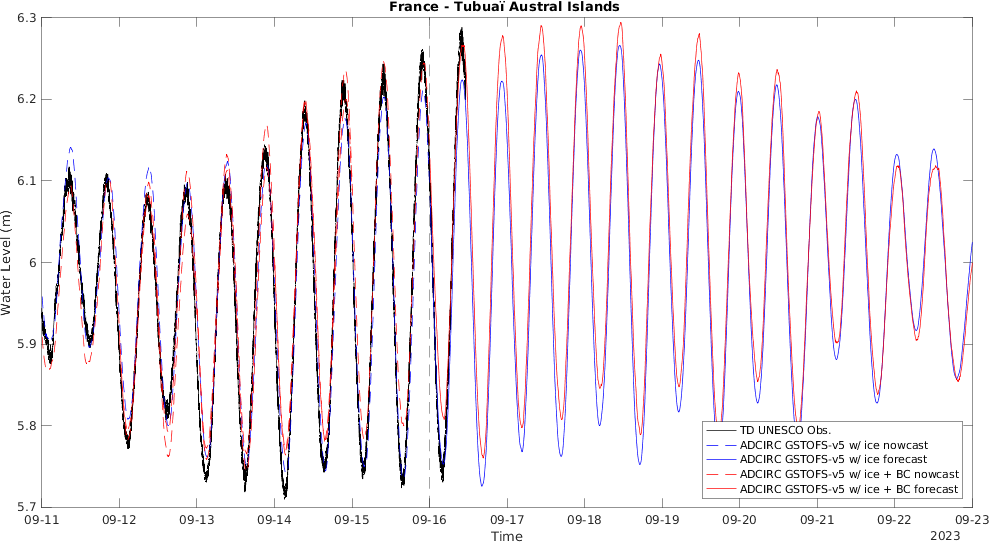 France - Tubuaï Austral Islands
Water Level (m)
6.3
6.2
6.1
6
5.9
5.8
5.7
TD UNESCO Obs.
ADCIRC GSTOFS-v5 w/ ice nowcast
ADCIRC GSTOFS-v5 w/ ice forecast
ADCIRC GSTOFS-v5 w/ ice + BC nowcast
ADCIRC GSTOFS-v5 w/ ice + BC forecast
09-11 09-12 09-13 09-14 09-15 09-16 09-17 09-18 09-19 09-20 09-21 09-22 09-23
Time
2023